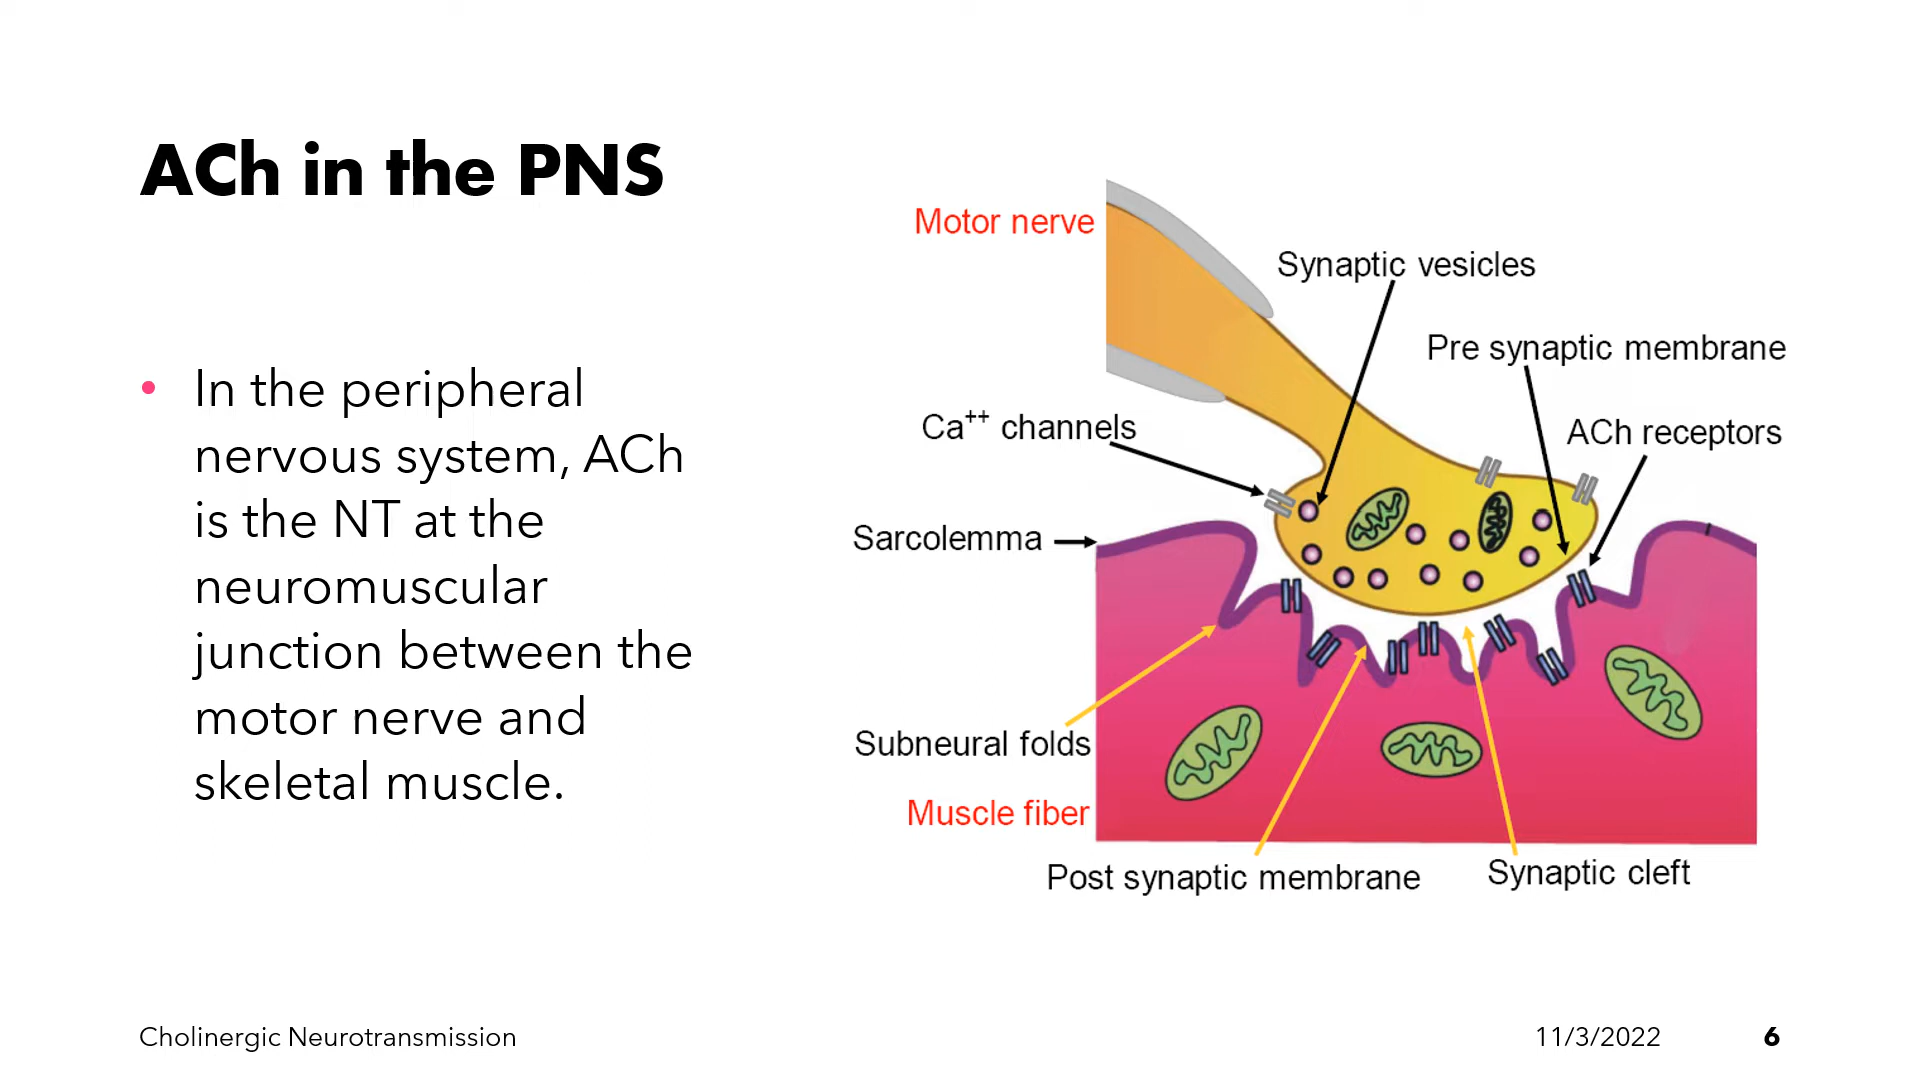 ACh in the PNS
• In the peripheral
nervous system, ACh
is the NT at the
neuromuscular
junction between the
motor nerve and
skeletal muscle.
Motor nerve
Synaptic vesicles
Pre synaptic membrane
Ca⁺⁺ channels
ACh receptors
Sarcolemma
Subneural folds
Muscle fiber
Post synaptic membrane
Synaptic cleft
Cholinergic Neurotransmission
11/3/2022
6